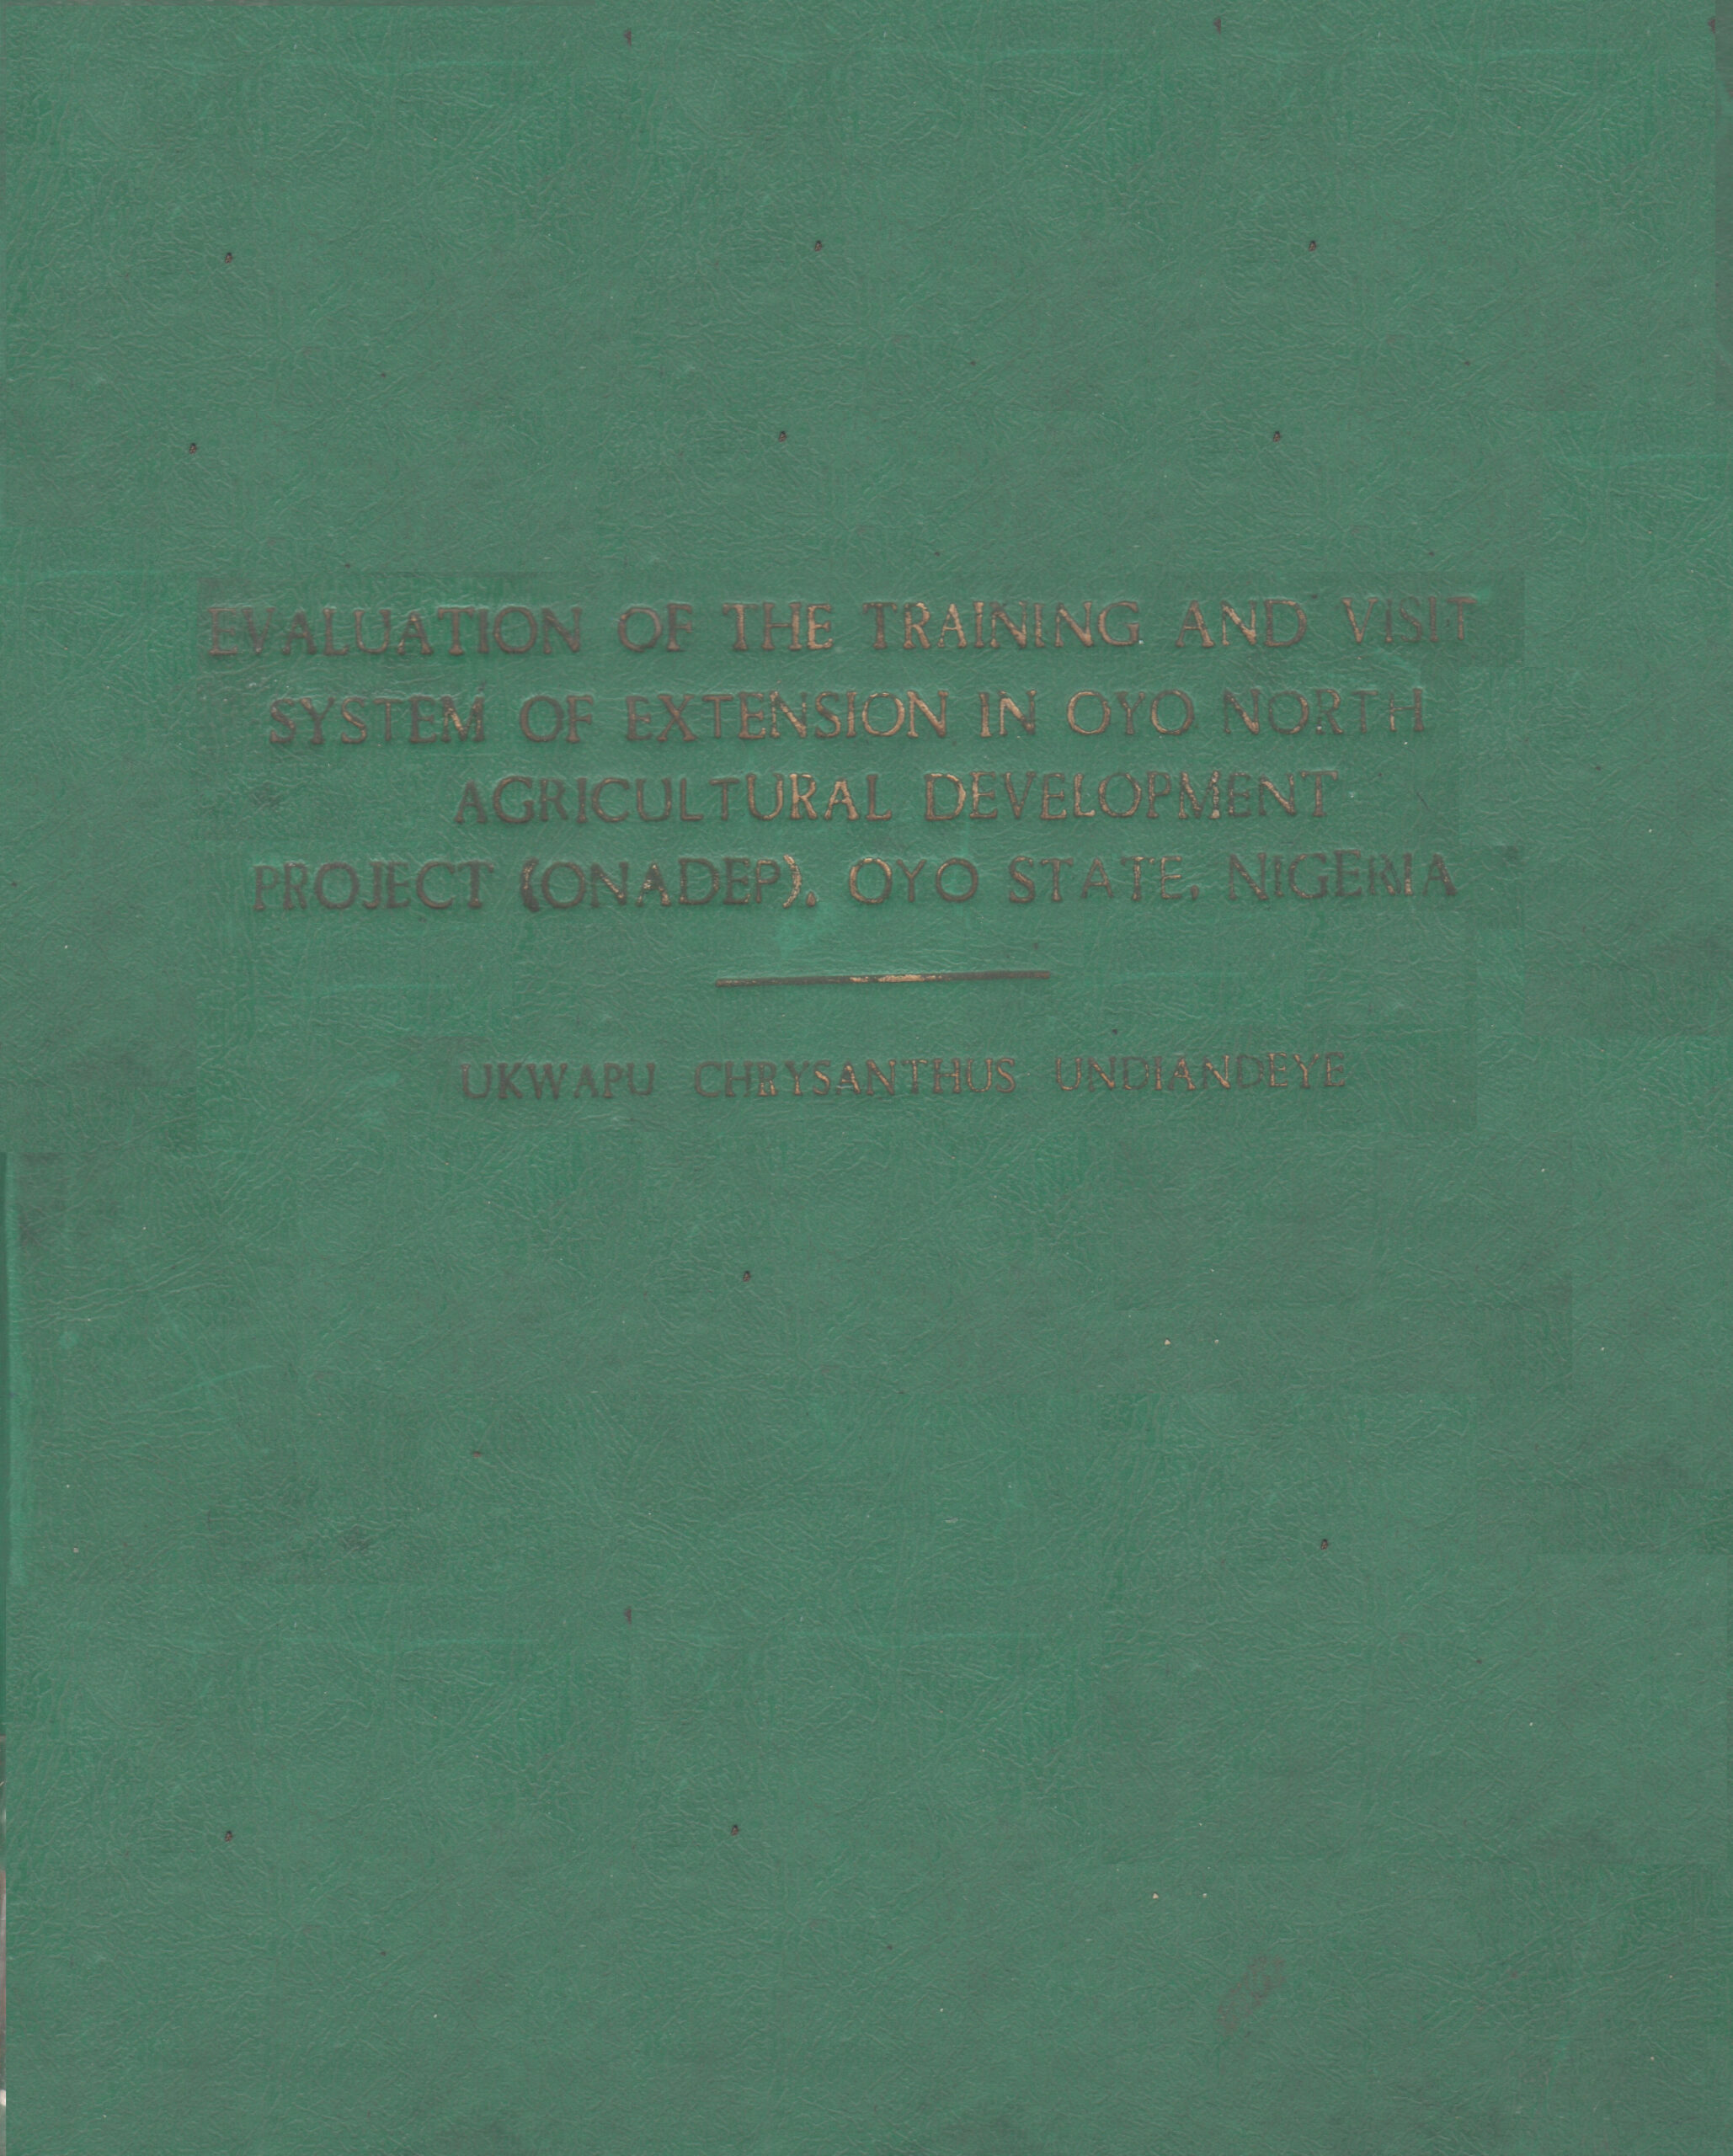 EVALUATION OF THE TRAINING AND VISIT
SYSTEM OF EXTENSION IN OYO NORTH
AGRICULTURAL DEVELOPMENT
PROJECT (ONADEP), OYO STATE, NIGERIA
UKWAPU CHRYSANTHUS UNDIANDEYE